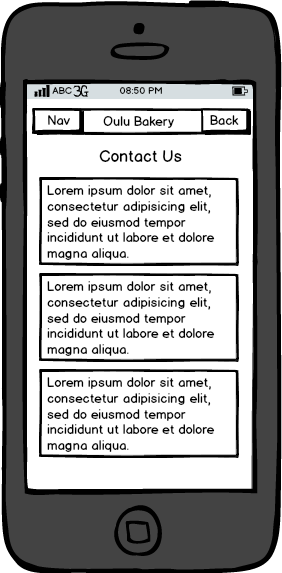 ABC 3G 08:50 PM
Nav Oulu Bakery Back
Contact Us
Lorem ipsum dolor sit amet,
consectetur adipisicing elit,
sed do eiusmod tempor
incididunt ut labore et dolore
magna aliqua.
Lorem ipsum dolor sit amet,
consectetur adipisicing elit,
sed do eiusmod tempor
incididunt ut labore et dolore
magna aliqua.
Lorem ipsum dolor sit amet,
consectetur adipisicing elit,
sed do eiusmod tempor
incididunt ut labore et dolore
magna aliqua.